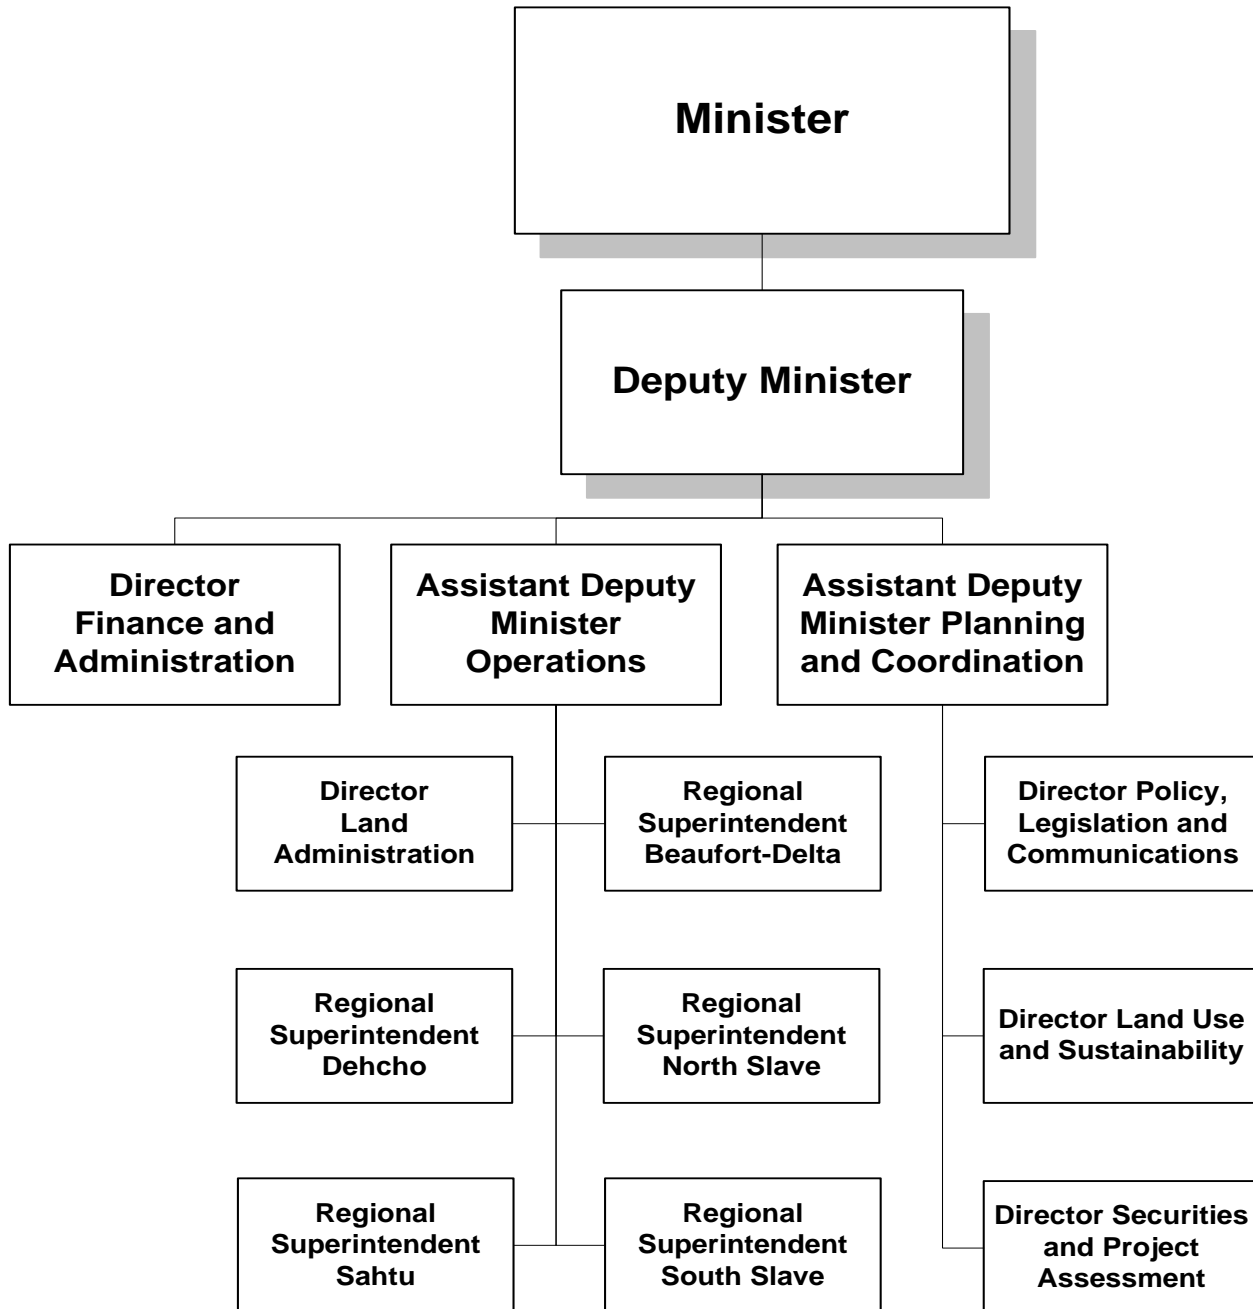 Minister
Deputy Minister
Director
Finance and
Administration
Assistant Deputy
Minister
Operations
Assistant Deputy
Minister Planning
and Coordination
Director
Land
Administration
Regional
Superintendent
Beaufort-Delta
Director Policy,
Legislation and
Communications
Regional
Superintendent
Dehcho
Regional
Superintendent
North Slave
Director Land Use
and Sustainability
Regional
Superintendent
Sahtu
Regional
Superintendent
South Slave
Director Securities
and Project
Assessment